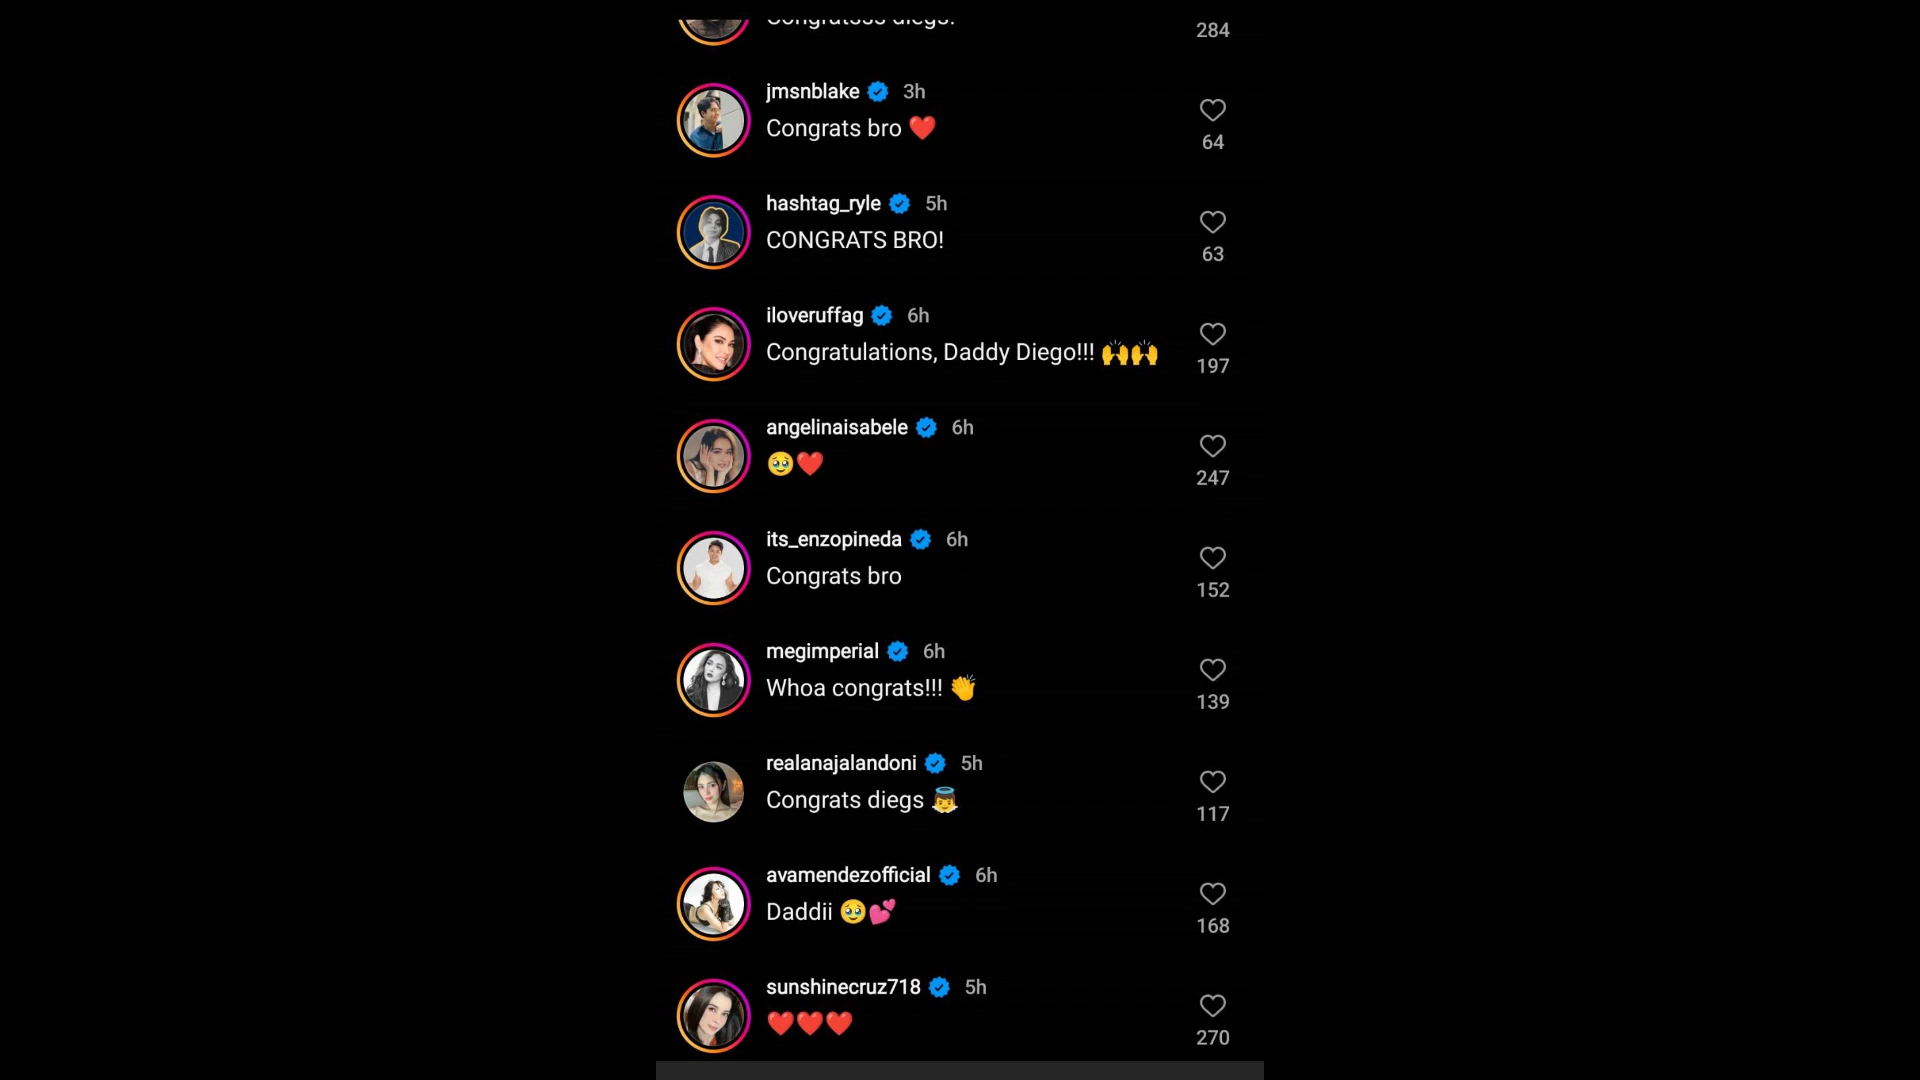 Congratsss diegs!
284
jmsnblake 3h
Congrats bro ❤️
64
hashtag_ryle 5h
CONGRATS BRO!
63
iloveruffag 6h
Congratulations, Daddy Diego!!! 🙌🙌
197
angelinaisabele 6h
🥹❤️
247
its_enzopineda 6h
Congrats bro
152
megimperial 6h
Whoa congrats!!! 👏
139
realanajalandoni 5h
Congrats diegs 👼
117
avamendezofficial 6h
Daddii 🥹💕
168
sunshinecruz718 5h
❤️❤️❤️
270